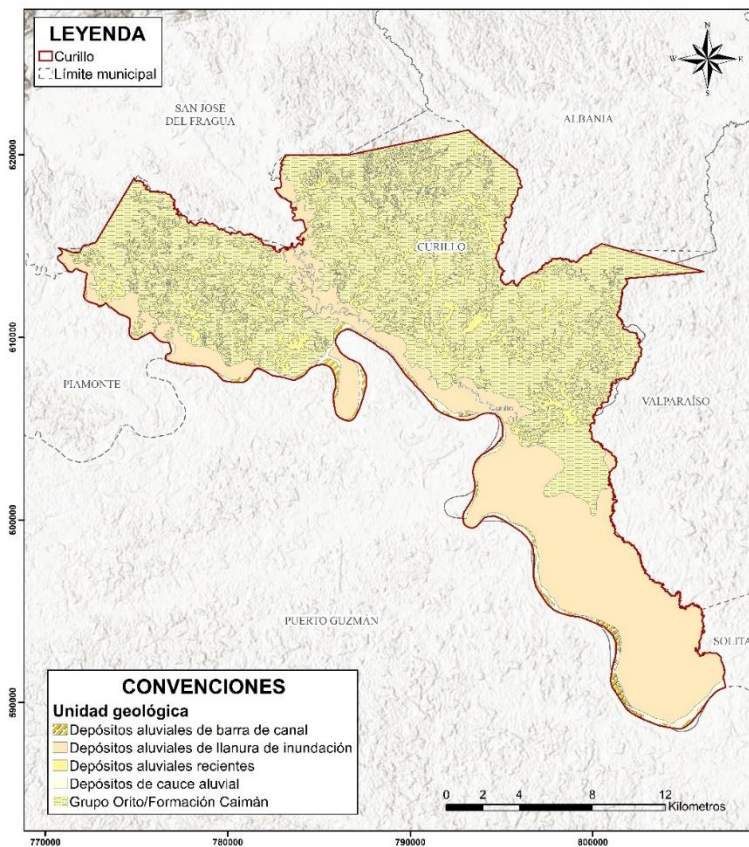 LEYENDA
Curillo
Límite municipal
N
W
E
S
SAN JOSE
DEL FRAGUA
ALBANIA
CURILLO
PIAMONTE
VALPARAÍSO
Curillo
PUERTO GUZMÁN
SOLITA
CONVENCIONES
Unidad geológica
Depósitos aluviales de barra de canal
Depósitos aluviales de llanura de inundación
Depósitos aluviales recientes
Depósitos de cauce aluvial
Grupo Orito/Formación Caimán
0 2 4 8 12
Kilometros
620000
610000
600000
590000
770000 780000 790000 800000